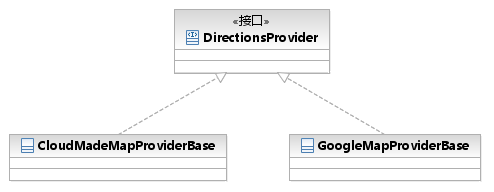 «接口»
DirectionsProvider
CloudMadeMapProviderBase
GoogleMapProviderBase